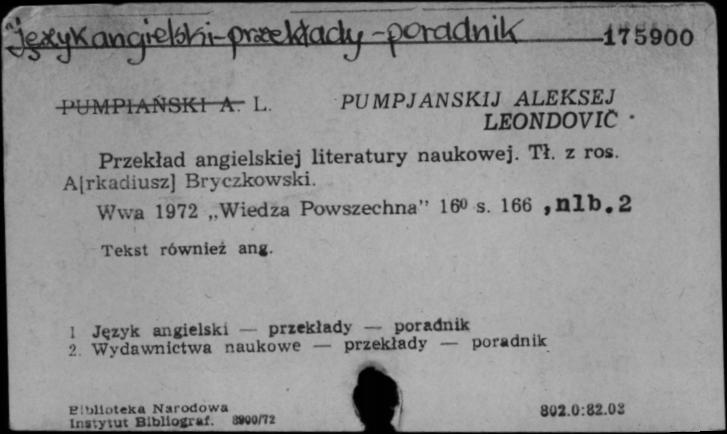 język angielski-przekłady-poradnik 175900
PUMPIAŃSKI A. L. PUMPJANSKIJ ALEKSEJ
LEONDOVIČ
Przekład angielskiej literatury naukowej. Tł. z ros.
A[rkadiusz] Bryczkowski.
Wwa 1972 „Wiedza Powszechna” 16⁰ s. 166 , nlb. 2
Tekst również ang.
1 Język angielski — przekłady — poradnik
2. Wydawnictwa naukowe — przekłady — poradnik
Biblioteka Narodowa
Instytut Bibliograf. 8900/72 802.0:82.03